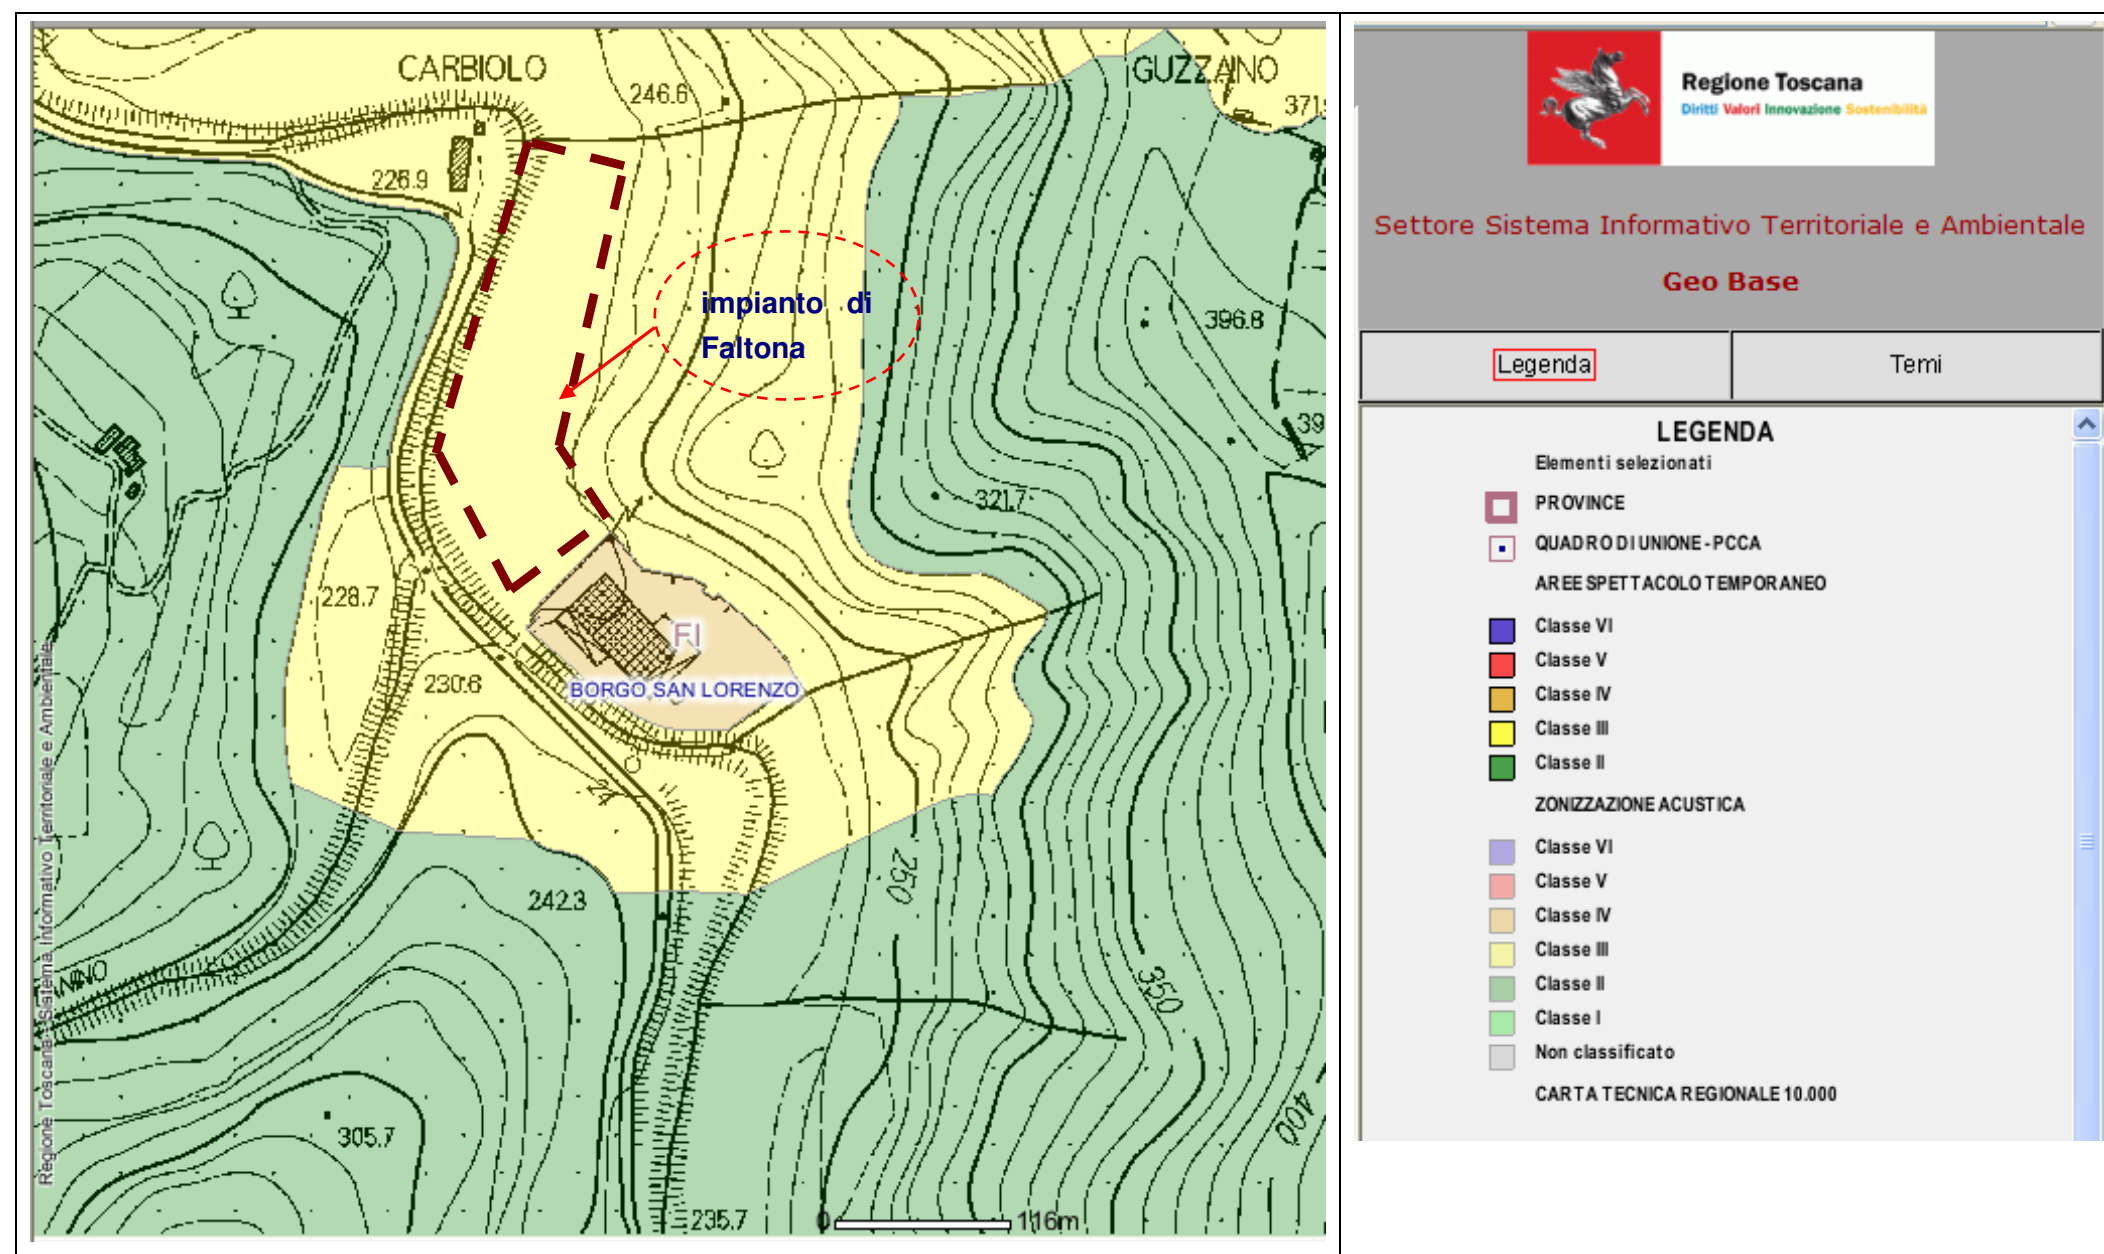 CARBIOLO
GUZZAINO
246.6
371
226.9
impianto di
Faltona
396.8
39
321.7
228.7
FI
230.6
BORGO SAN LORENZO
24
242.3
250
350
305.7
400
235.7
0 116m
Regione Toscana - Sistema Informativo Territoriale e Ambientale
Regione Toscana
Diritti Valori Innovazione Sostenibilità
Settore Sistema Informativo Territoriale e Ambientale
Geo Base
Legenda Temi
LEGENDA
Elementi selezionati
PROVINCE
QUADRO DI UNIONE - PCCA
AREE SPETTACOLO TEMPORANEO
Classe VI
Classe V
Classe IV
Classe III
Classe II
ZONIZZAZIONE ACUSTICA
Classe VI
Classe V
Classe IV
Classe III
Classe II
Classe I
Non classificato
CARTA TECNICA REGIONALE 10.000